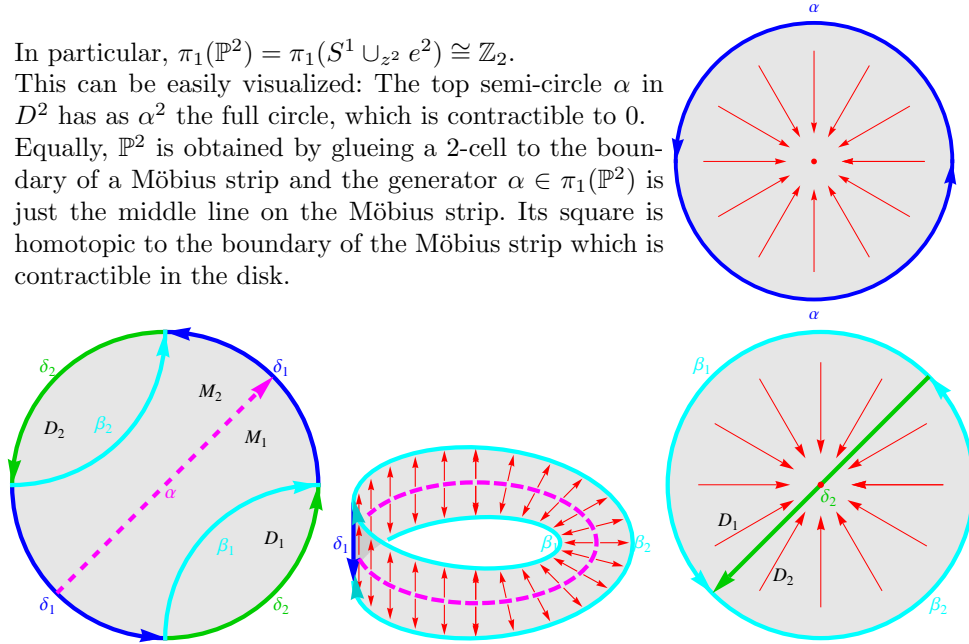 In particular, π₁(ℙ²) = π₁(S¹ ∪_{z²} e²) ≅ ℤ₂.
This can be easily visualized: The top semi-circle α in
D² has as α² the full circle, which is contractible to 0.
Equally, ℙ² is obtained by glueing a 2-cell to the boun-
dary of a Möbius strip and the generator α ∈ π₁(ℙ²) is
just the middle line on the Möbius strip. Its square is
homotopic to the boundary of the Möbius strip which is
contractible in the disk.
α
α
δ₂
δ₁
M₂
D₂
β₂
M₁
α
β₁
D₁
δ₁
δ₂
δ₁
β₁
β₂
β₁
δ₂
D₁
D₂
β₂